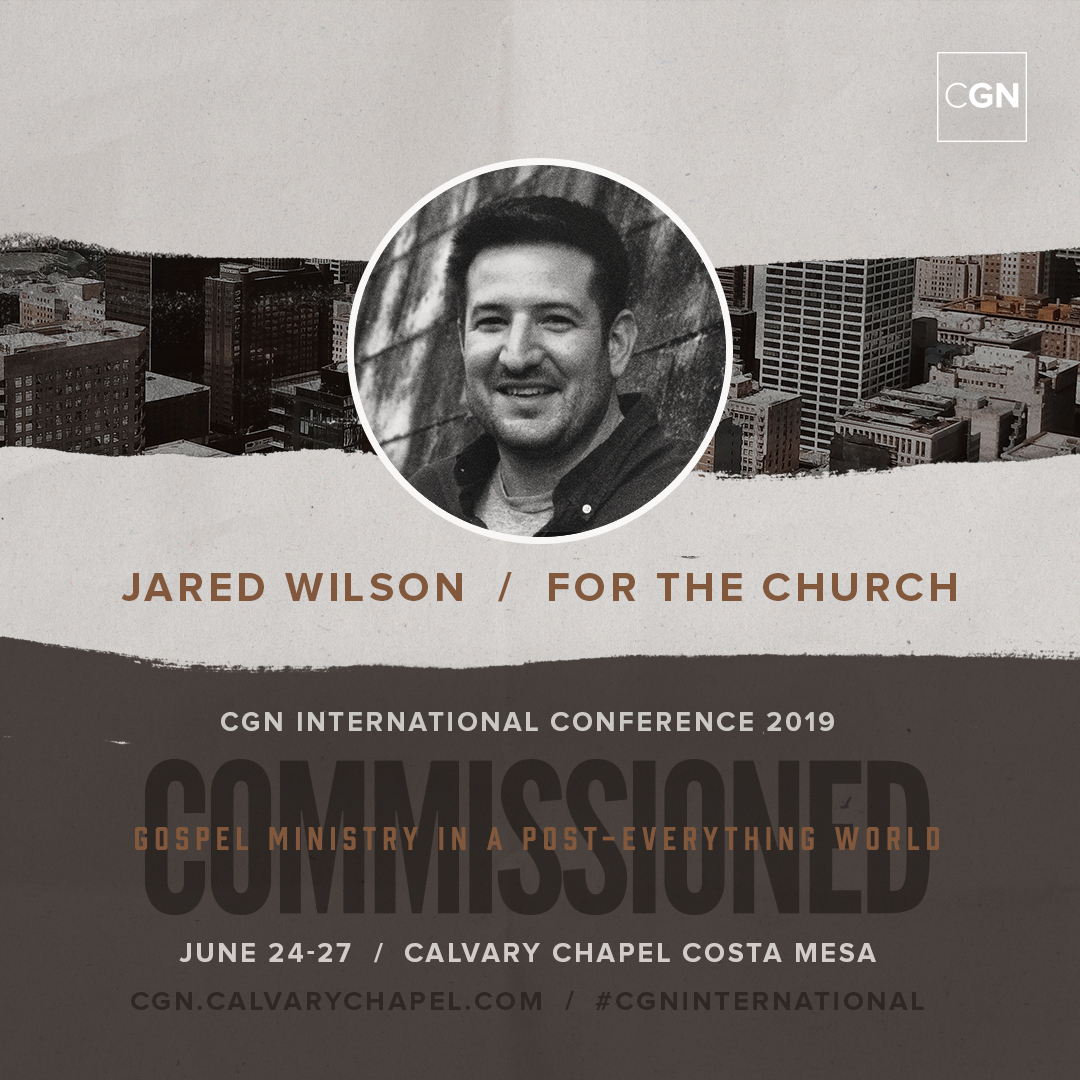 CGN
JARED WILSON / FOR THE CHURCH
CGN INTERNATIONAL CONFERENCE 2019
COMMISSIONED
GOSPEL MINISTRY IN A POST-EVERYTHING WORLD
JUNE 24-27 / CALVARY CHAPEL COSTA MESA
CGN.CALVARYCHAPEL.COM / #CGNINTERNATIONAL